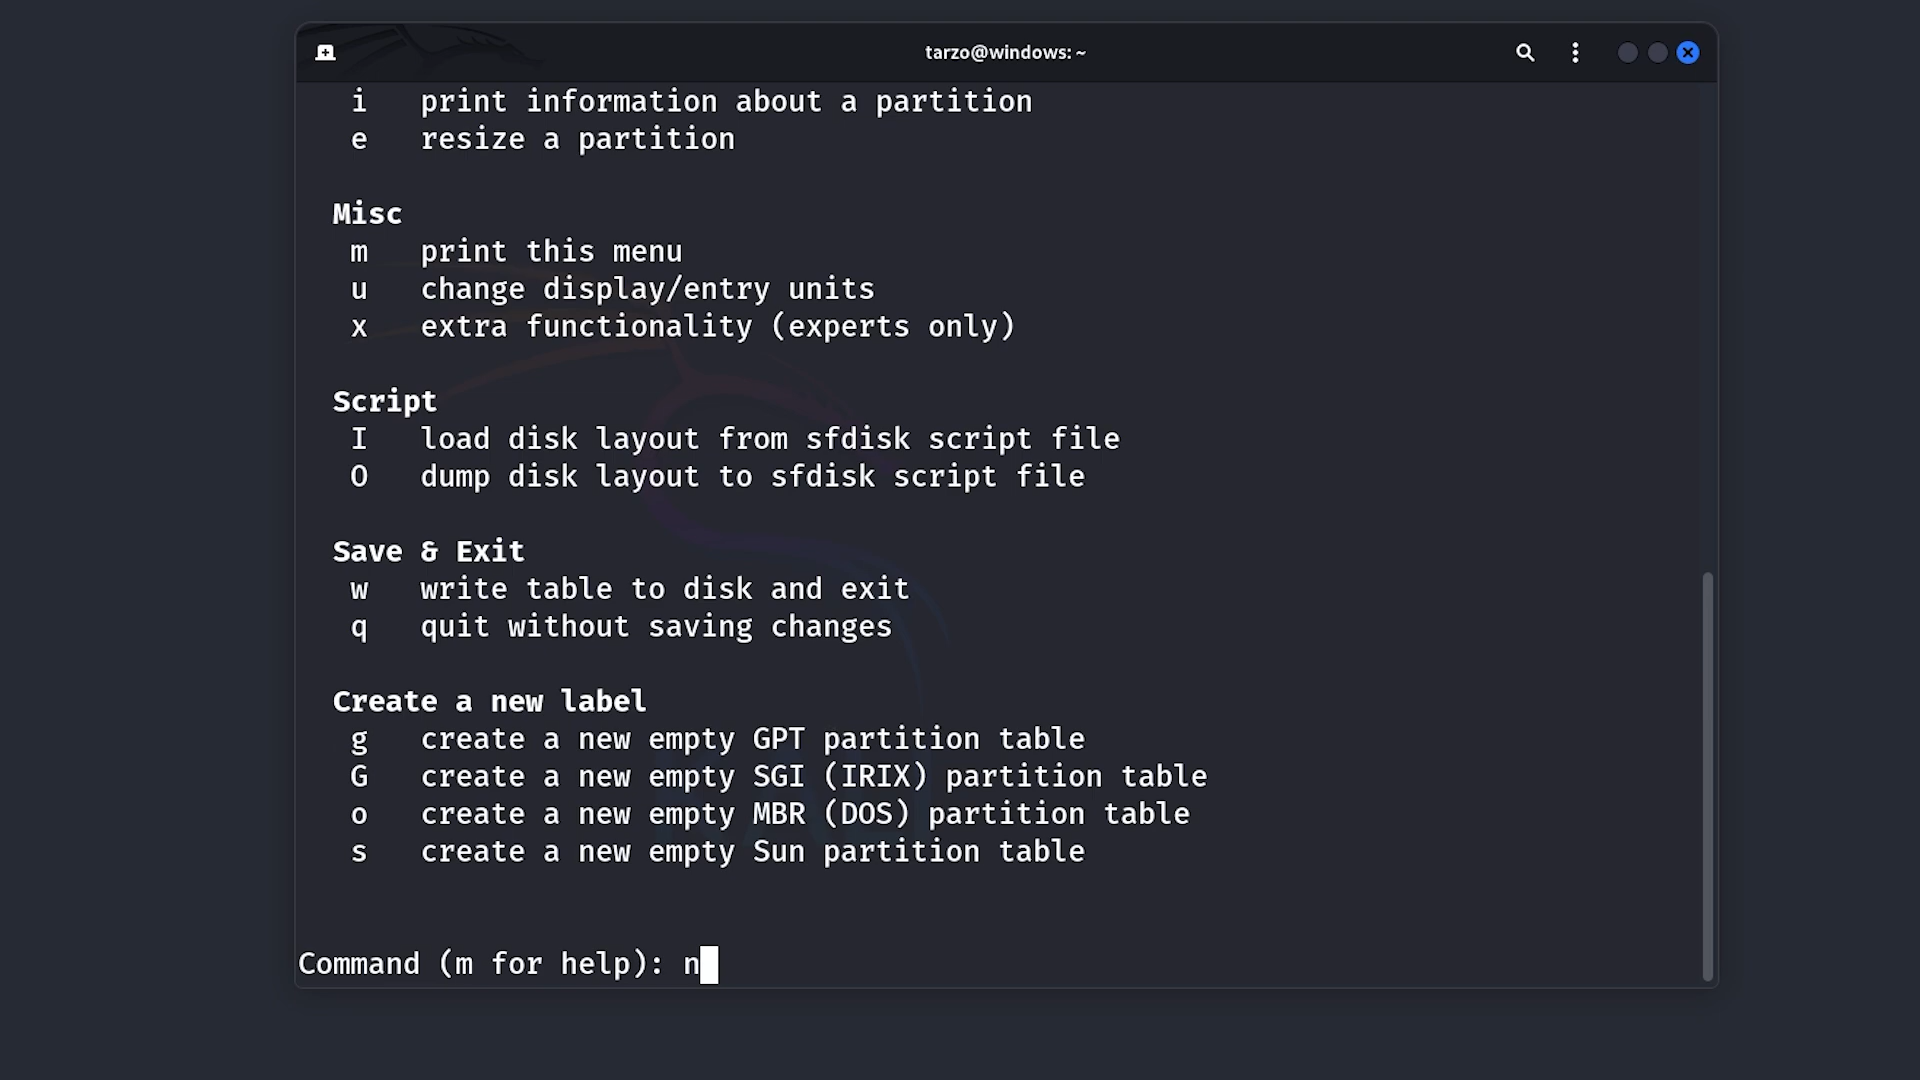 tarzo@windows: ~
i print information about a partition
e resize a partition
Misc
m print this menu
u change display/entry units
x extra functionality (experts only)
Script
I load disk layout from sfdisk script file
O dump disk layout to sfdisk script file
Save & Exit
w write table to disk and exit
q quit without saving changes
Create a new label
g create a new empty GPT partition table
G create a new empty SGI (IRIX) partition table
o create a new empty MBR (DOS) partition table
s create a new empty Sun partition table
Command (m for help): n